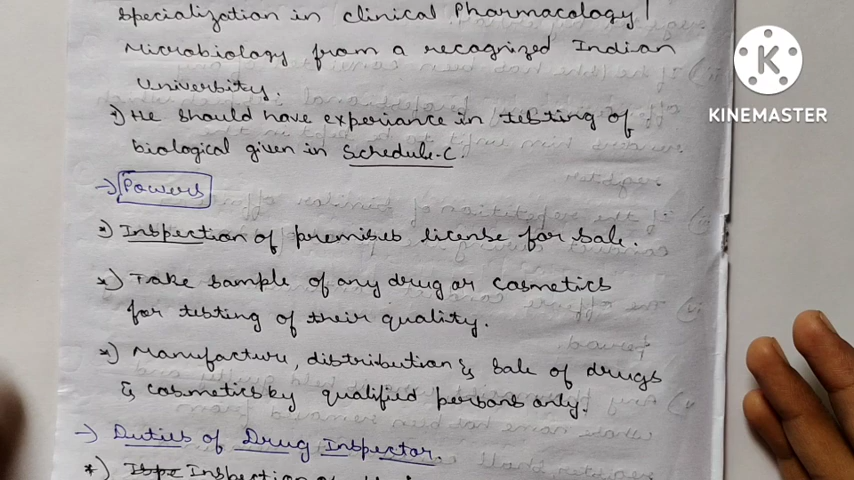 specialization in clinical Pharmacology /
Microbiology from a recognized Indian
University.
*) He should have experiance in testing of
biological given in Schedule-C.
→ Powers
*) Inspection of premises license for sale.
*) Take sample of any drug or cosmetics
for testing of their quality.
*) Manufacture, distribution & sale of drugs
& cosmetics by qualified persons only.
→ Duties of Drug Inspector.
*) Inspection of
K
KINEMASTER